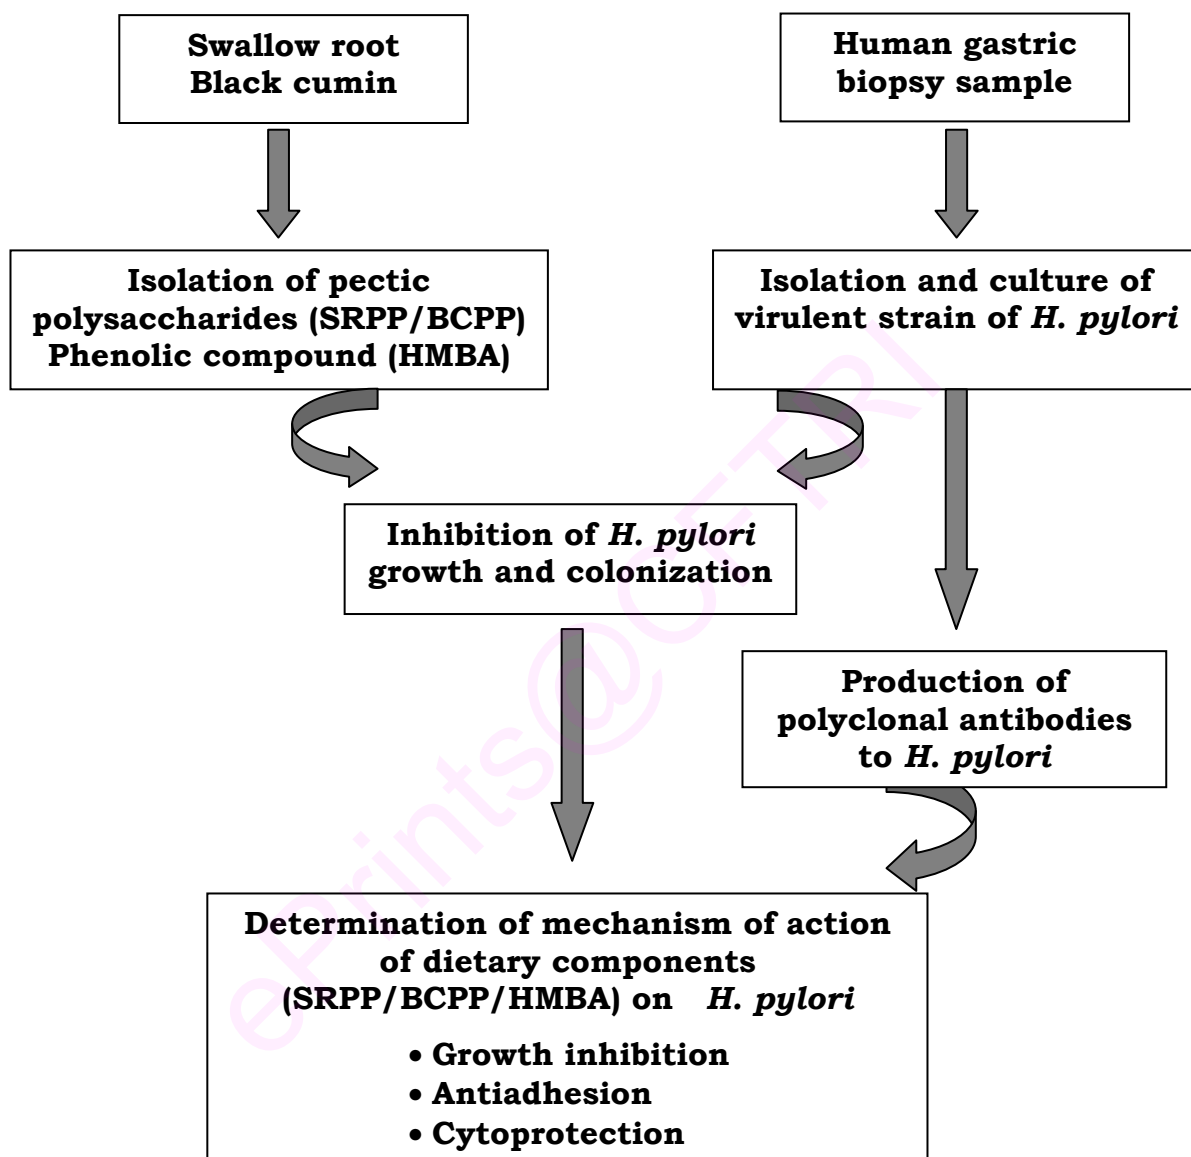 Swallow root
Black cumin
Human gastric
biopsy sample
Isolation of pectic
polysaccharides (SRPP/BCPP)
Phenolic compound (HMBA)
Isolation and culture of
virulent strain of H. pylori
Inhibition of H. pylori
growth and colonization
Production of
polyclonal antibodies
to H. pylori
Determination of mechanism of action
of dietary components
(SRPP/BCPP/HMBA) on H. pylori
• Growth inhibition
• Antiadhesion
• Cytoprotection
ePrints@CFTRI